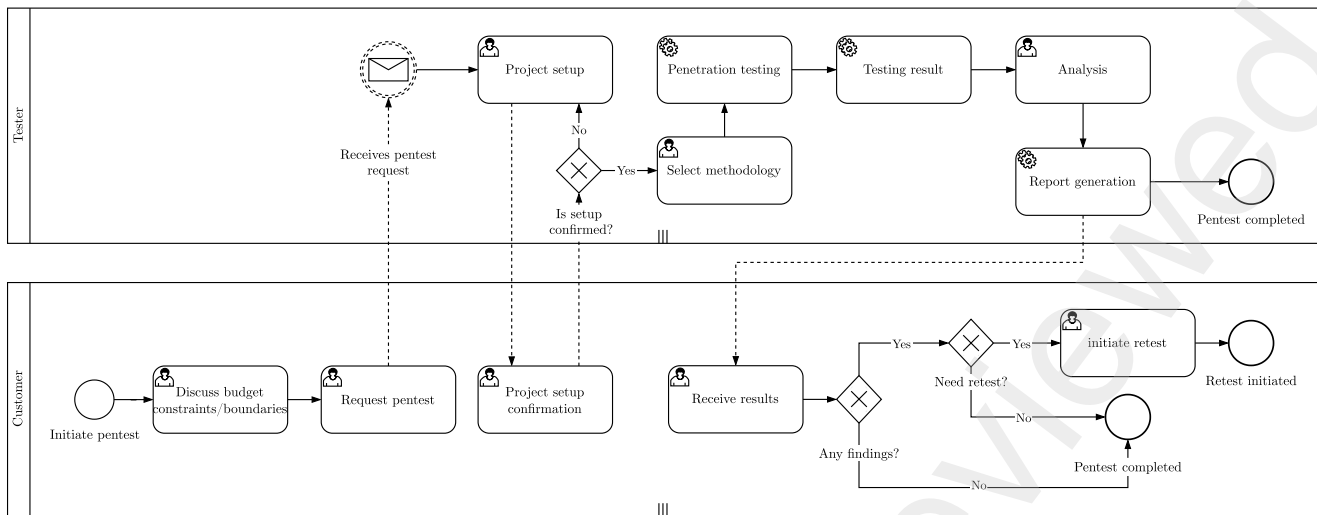 Tester
Project setup
Penetration testing
Testing result
Analysis
No
Receives pentest
request
Yes
Select methodology
Report generation
Is setup
confirmed?
Pentest completed
Customer
Initiate pentest
Discuss budget
constraints/boundaries
Request pentest
Project setup
confirmation
Receive results
Any findings?
Yes
Need retest?
Yes
initiate retest
Retest initiated
No
Pentest completed
No
eviewed